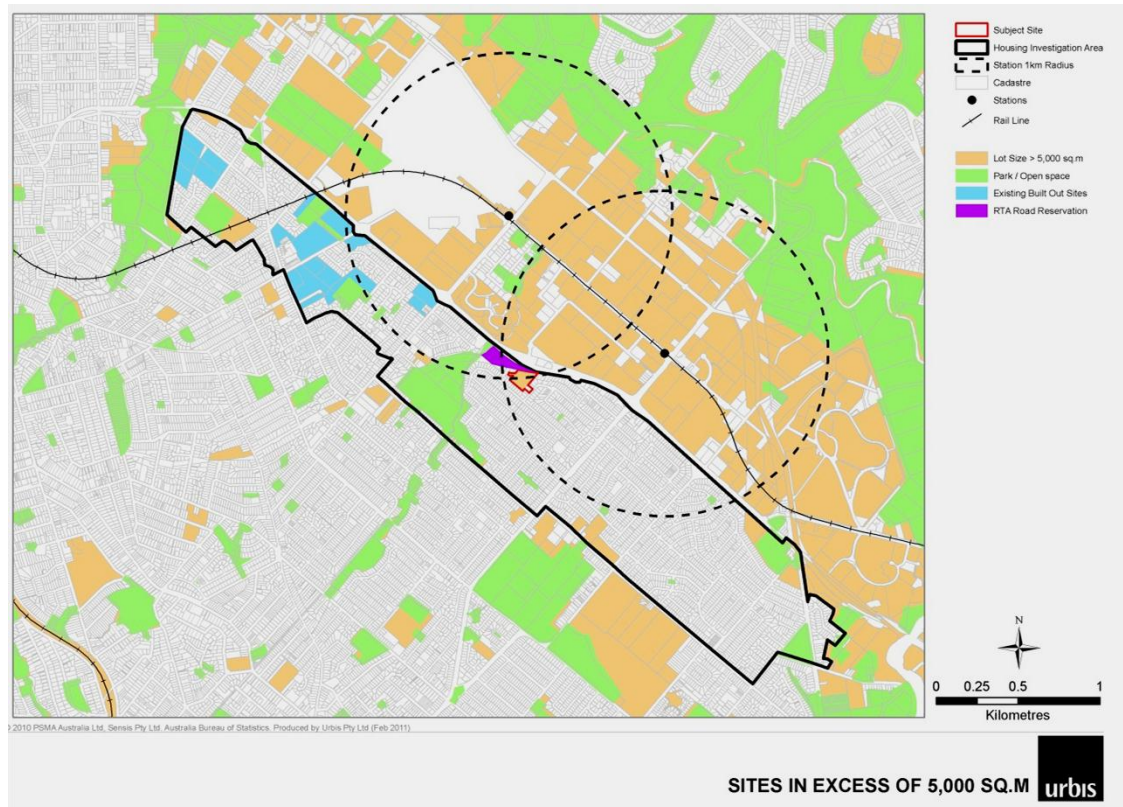 Subject Site
Housing Investigation Area
Station 1km Radius
Cadastre
Stations
Rail Line
Lot Size > 5,000 sq.m
Park / Open space
Existing Built Out Sites
RTA Road Reservation
N
0 0.25 0.5 1
Kilometres
2010 PSMA Australia Ltd, Sensis Pty Ltd. Australia Bureau of Statistics. Produced by Urbis Pty Ltd (Feb 2011)
SITES IN EXCESS OF 5,000 SQ.M
urbis